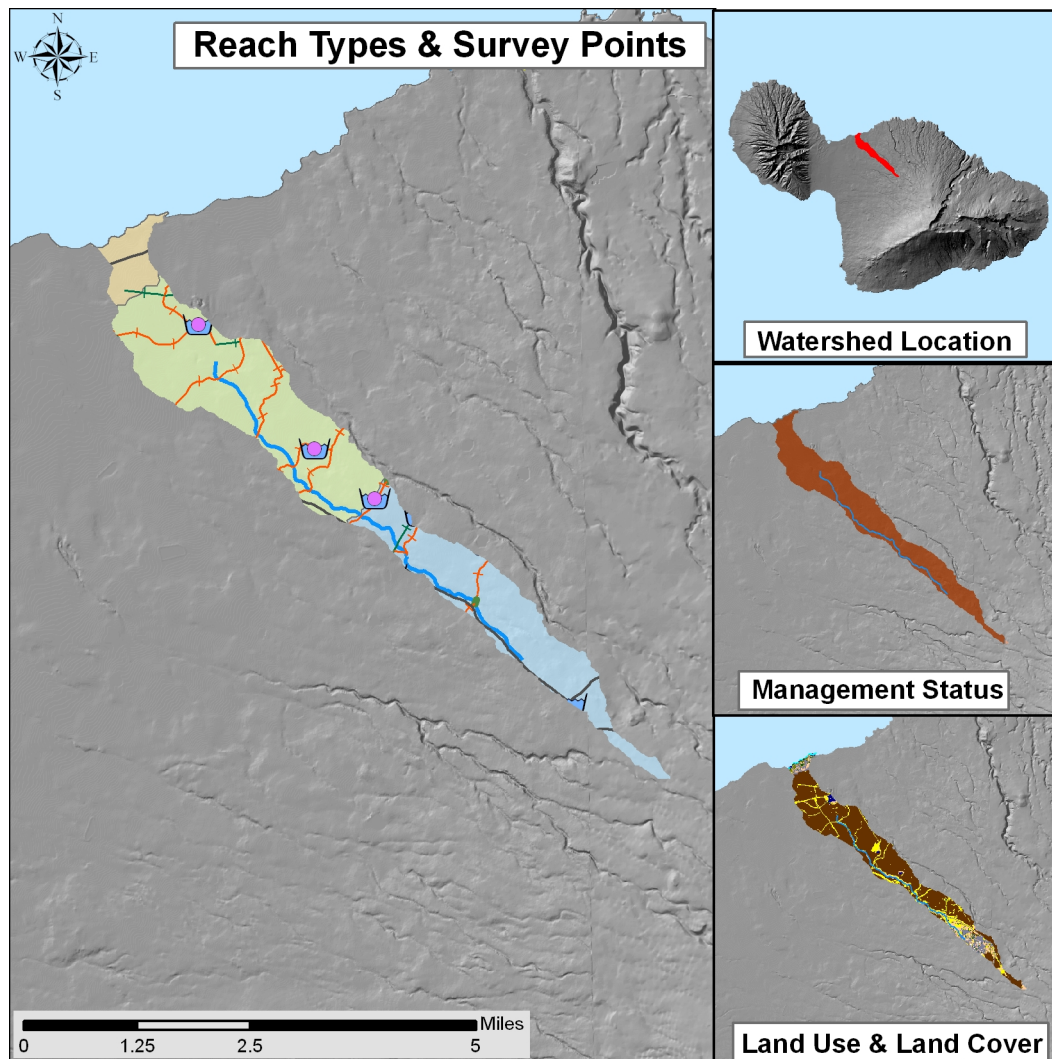 N
W E
S
Reach Types & Survey Points
Miles
0 1.25 2.5 5
Watershed Location
Management Status
Land Use & Land Cover